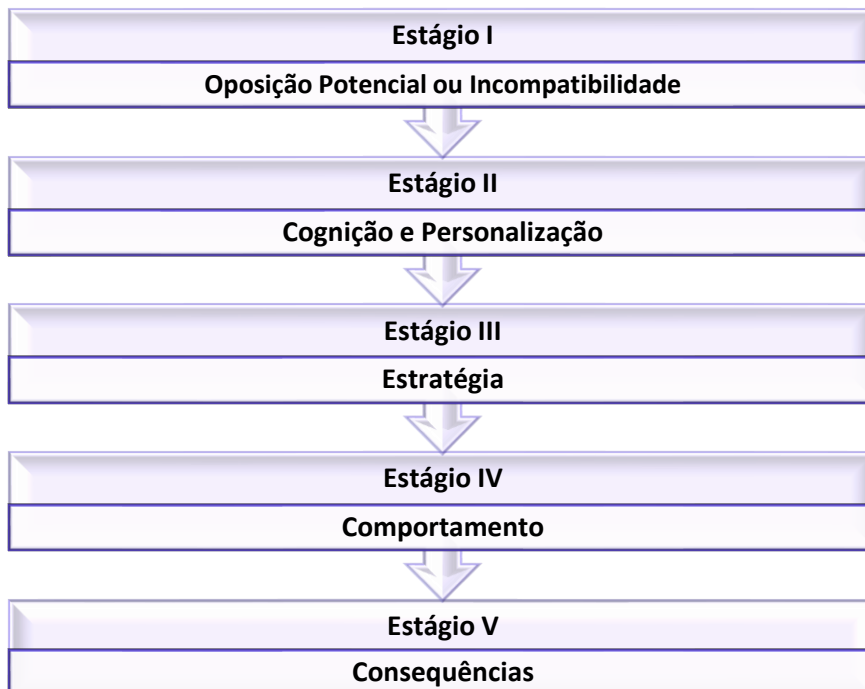 Estágio I
Oposição Potencial ou Incompatibilidade
Estágio II
Cognição e Personalização
Estágio III
Estratégia
Estágio IV
Comportamento
Estágio V
Consequências